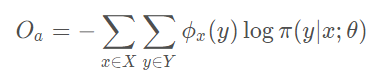 $O_a = -\sum_{x \in X} \sum_{y \in Y} \phi_x(y) \log \pi(y|x; \theta)$